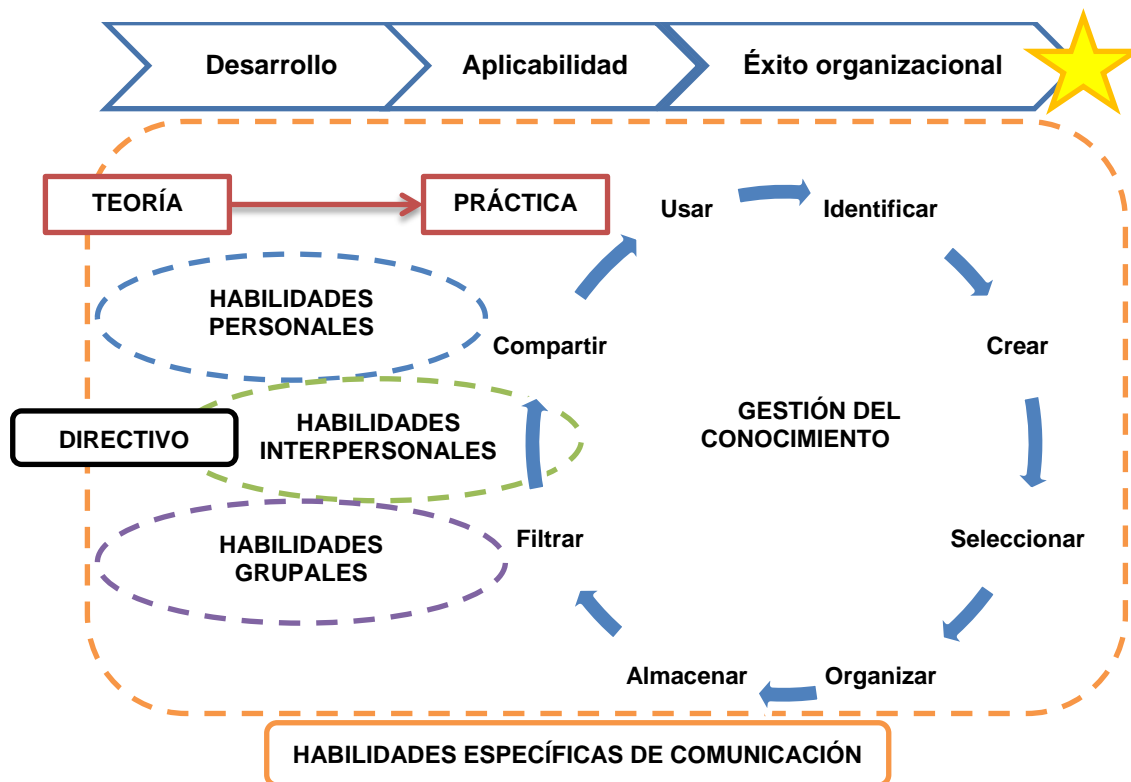 Desarrollo
Aplicabilidad
Éxito organizacional
TEORÍA
PRÁCTICA
Usar
Identificar
HABILIDADES
PERSONALES
Compartir
Crear
DIRECTIVO
HABILIDADES
INTERPERSONALES
GESTIÓN DEL
CONOCIMIENTO
HABILIDADES
GRUPALES
Filtrar
Seleccionar
Almacenar
Organizar
HABILIDADES ESPECÍFICAS DE COMUNICACIÓN